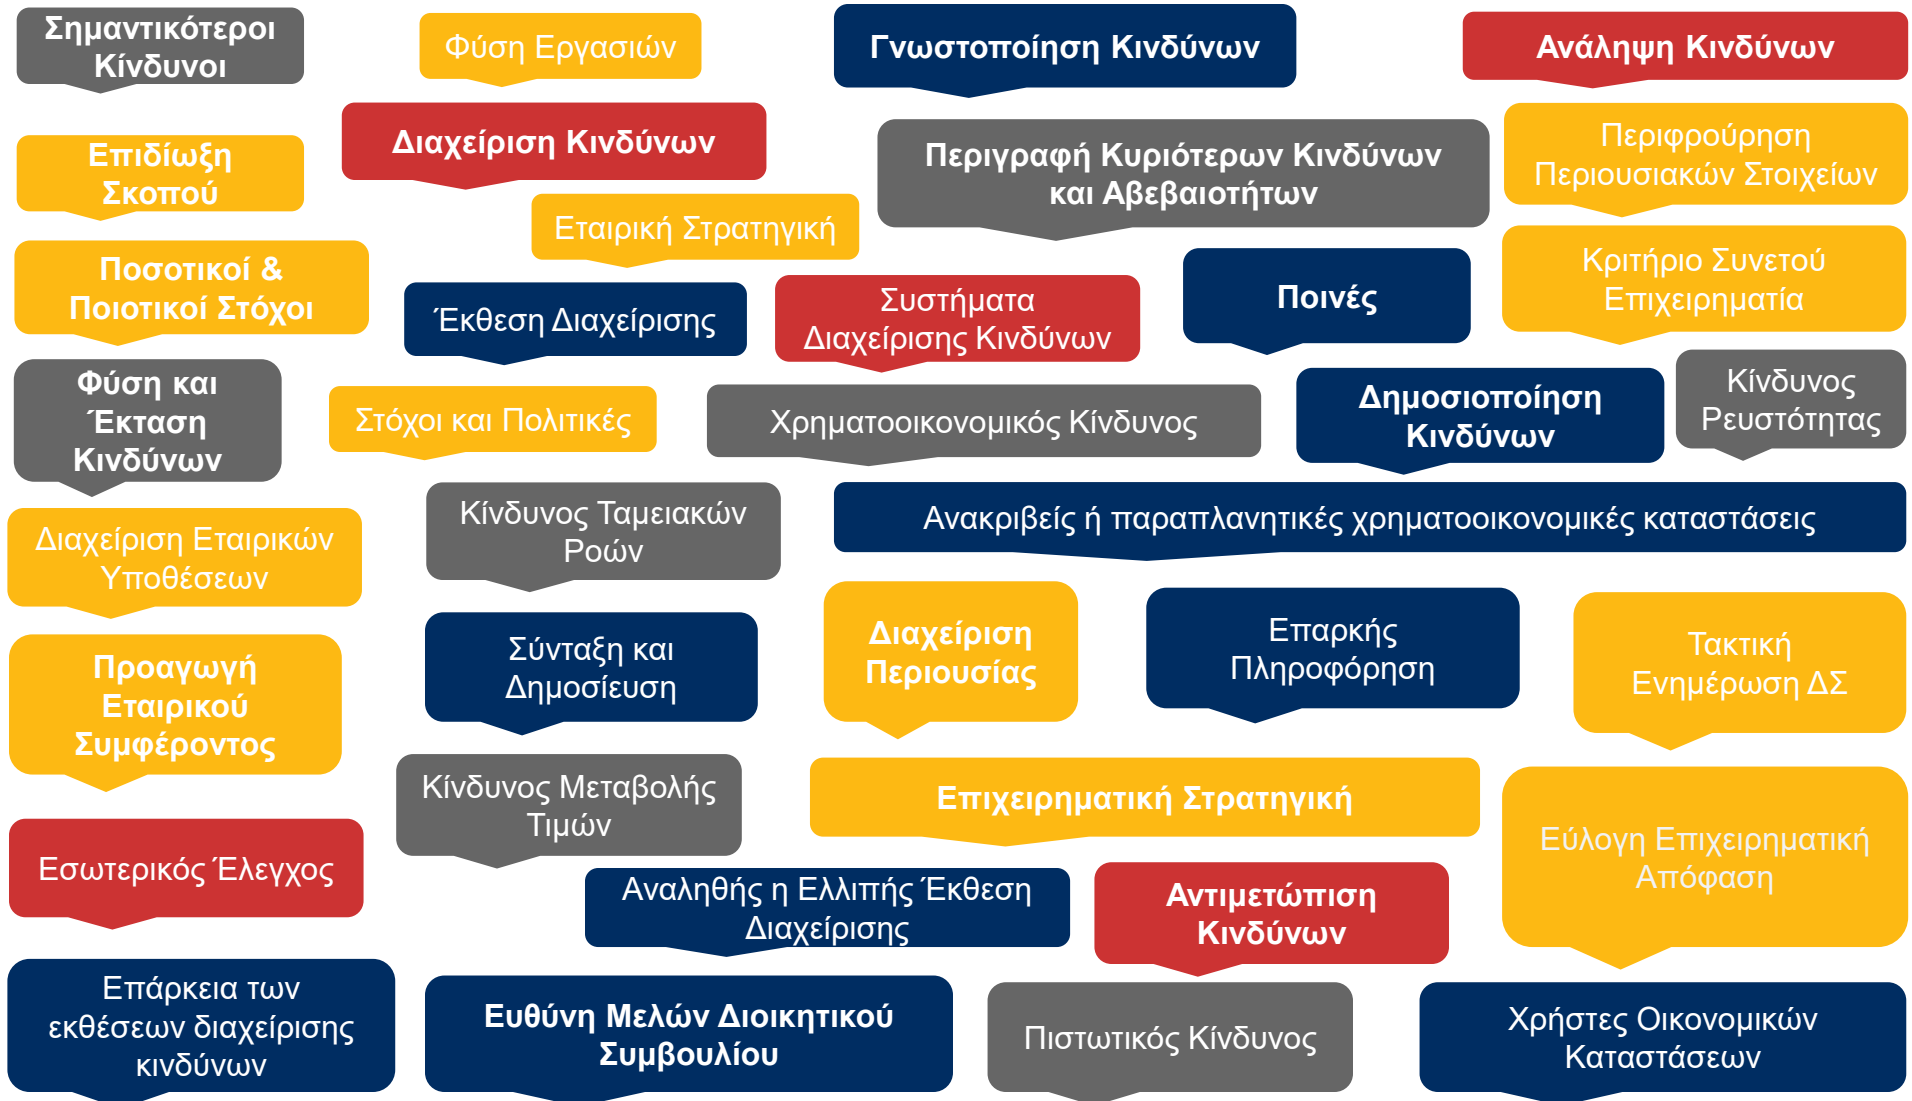 Σημαντικότεροι
Κίνδυνοι
Φύση Εργασιών
Γνωστοποίηση Κινδύνων
Ανάληψη Κινδύνων
Διαχείριση Κινδύνων
Περιγραφή Κυριότερων Κινδύνων
και Αβεβαιοτήτων
Περιφρούρηση
Περιουσιακών Στοιχείων
Επιδίωξη
Σκοπού
Εταιρική Στρατηγική
Ποσοτικοί &
Ποιοτικοί Στόχοι
Έκθεση Διαχείρισης
Συστήματα
Διαχείρισης Κινδύνων
Ποινές
Κριτήριο Συνετού
Επιχειρηματία
Φύση και
Έκταση
Κινδύνων
Στόχοι και Πολιτικές
Χρηματοοικονομικός Κίνδυνος
Δημοσιοποίηση
Κινδύνων
Κίνδυνος
Ρευστότητας
Διαχείριση Εταιρικών
Υποθέσεων
Κίνδυνος Ταμειακών
Ροών
Ανακριβείς ή παραπλανητικές χρηματοοικονομικές καταστάσεις
Προαγωγή
Εταιρικού
Συμφέροντος
Σύνταξη και
Δημοσίευση
Διαχείριση
Περιουσίας
Επαρκής
Πληροφόρηση
Τακτική
Ενημέρωση ΔΣ
Κίνδυνος Μεταβολής
Τιμών
Επιχειρηματική Στρατηγική
Εύλογη Επιχειρηματική
Απόφαση
Εσωτερικός Έλεγχος
Αναληθής η Ελλιπής Έκθεση
Διαχείρισης
Αντιμετώπιση
Κινδύνων
Επάρκεια των
εκθέσεων διαχείρισης
κινδύνων
Ευθύνη Μελών Διοικητικού
Συμβουλίου
Πιστωτικός Κίνδυνος
Χρήστες Οικονομικών
Καταστάσεων